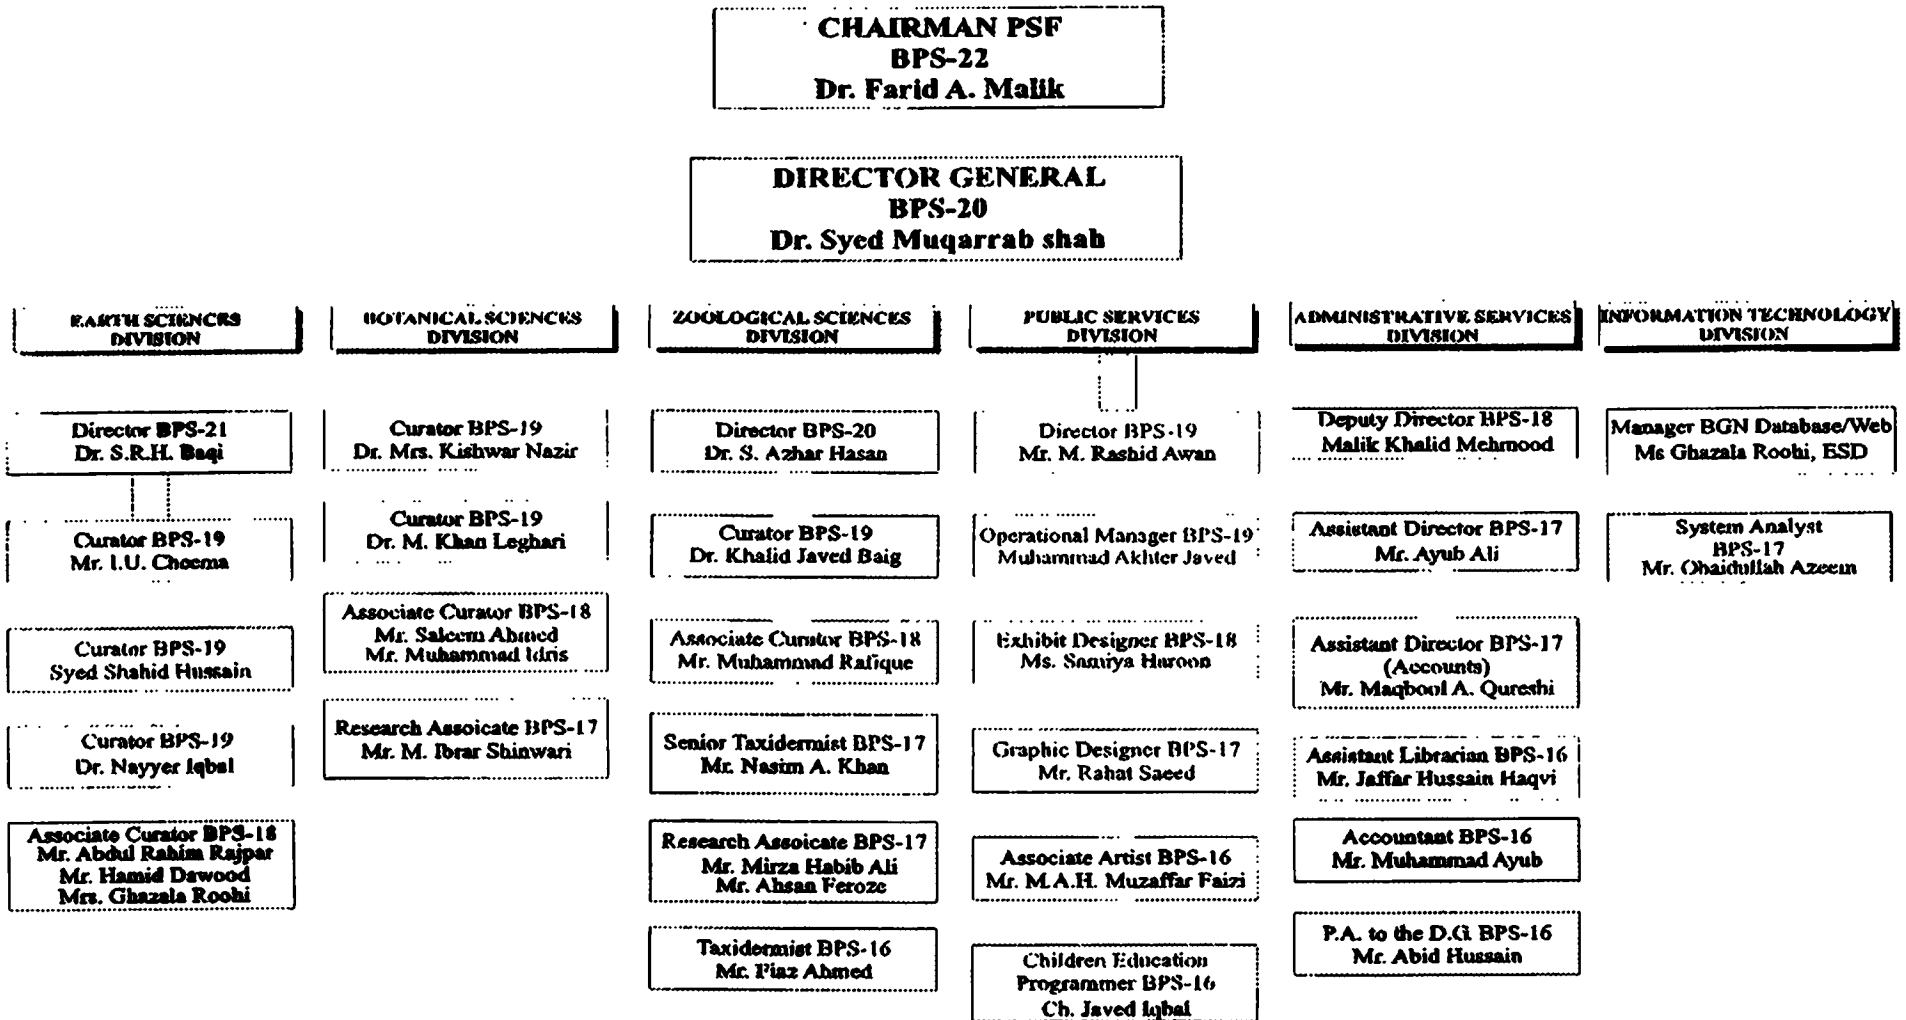 CHAIRMAN PSF
BPS-22
Dr. Farid A. Malik
DIRECTOR GENERAL
BPS-20
Dr. Syed Muqarrab shah
EARTH SCIENCES
DIVISION
Director BPS-21
Dr. S.R.H. Baqi
Curator BPS-19
Mr. I.U. Cheema
Curator BPS-19
Syed Shahid Hussain
Curator BPS-19
Dr. Nayyer Iqbal
Associate Curator BPS-18
Mr. Abdul Rahim Rajpar
Mr. Hamid Dawood
Mrs. Ghazala Roohi
BOTANICAL SCIENCES
DIVISION
Curator BPS-19
Dr. Mrs. Kishwar Nazir
Curator BPS-19
Dr. M. Khan Leghari
Associate Curator BPS-18
Mr. Saleem Ahmed
Mr. Muhammad Idris
Research Assoicate BPS-17
Mr. M. Ibrar Shinwari
ZOOLOGICAL SCIENCES
DIVISION
Director BPS-20
Dr. S. Azhar Hasan
Curator BPS-19
Dr. Khalid Javed Baig
Associate Curator BPS-18
Mr. Muhammad Rafique
Senior Taxidermist BPS-17
Mr. Nasim A. Khan
Research Assoicate BPS-17
Mr. Mirza Habib Ali
Mr. Ahsan Feroze
Taxidermist BPS-16
Mr. Fiaz Ahmed
PUBLIC SERVICES
DIVISION
Director BPS-19
Mr. M. Rashid Awan
Operational Manager BPS-19
Muhammad Akhter Javed
Exhibit Designer BPS-18
Ms. Samiya Haroon
Graphic Designer BPS-17
Mr. Rahat Saeed
Associate Artist BPS-16
Mr. M.A.H. Muzaffar Faizi
Children Education
Programmer BPS-16
Ch. Javed Iqbal
ADMINISTRATIVE SERVICES
DIVISION
Deputy Director BPS-18
Malik Khalid Mehmood
Assistant Director BPS-17
Mr. Ayub Ali
Assistant Director BPS-17
(Accounts)
Mr. Maqbool A. Qureshi
Assistant Librarian BPS-16
Mr. Jaffar Hussain Haqvi
Accountant BPS-16
Mr. Muhammad Ayub
P.A. to the D.G BPS-16
Mr. Abid Hussain
INFORMATION TECHNOLOGY
DIVISION
Manager BGN Database/Web
Ms Ghazala Roohi, ESD
System Analyst
BPS-17
Mr. Obaidullah Azeem